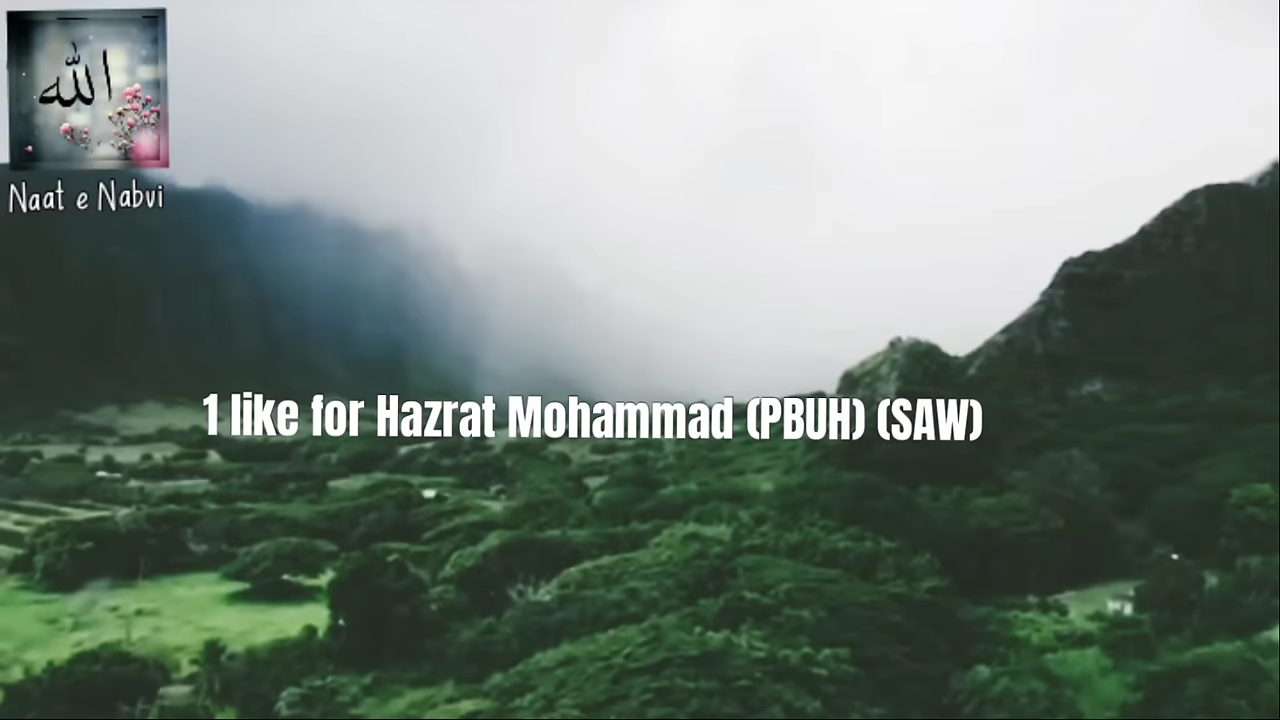 الله
Naat e Nabvi
1 like for Hazrat Mohammad (PBUH) (SAW)